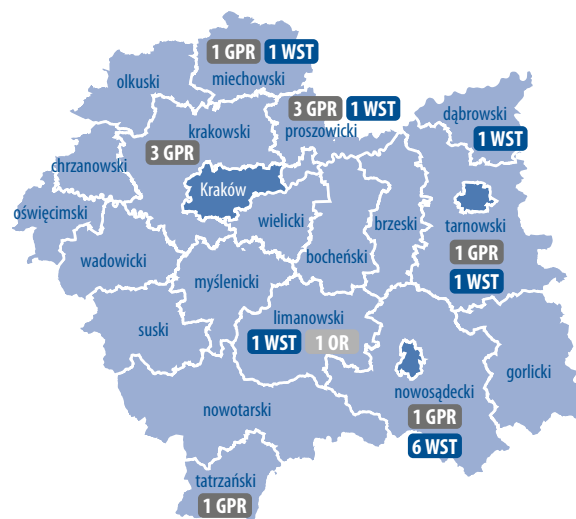 1 GPR 1 WST
miechowski
olkuski
3 GPR 1 WST
proszowicki
dąbrowski
1 WST
krakowski
3 GPR
chrzanowski
Kraków
oświęcimski
wielicki
brzeski
tarnowski
1 GPR
1 WST
bocheński
wadowicki
myślenicki
suski
limanowski
1 WST 1 OR
gorlicki
nowosądecki
1 GPR
6 WST
nowotarski
tatrzański
1 GPR